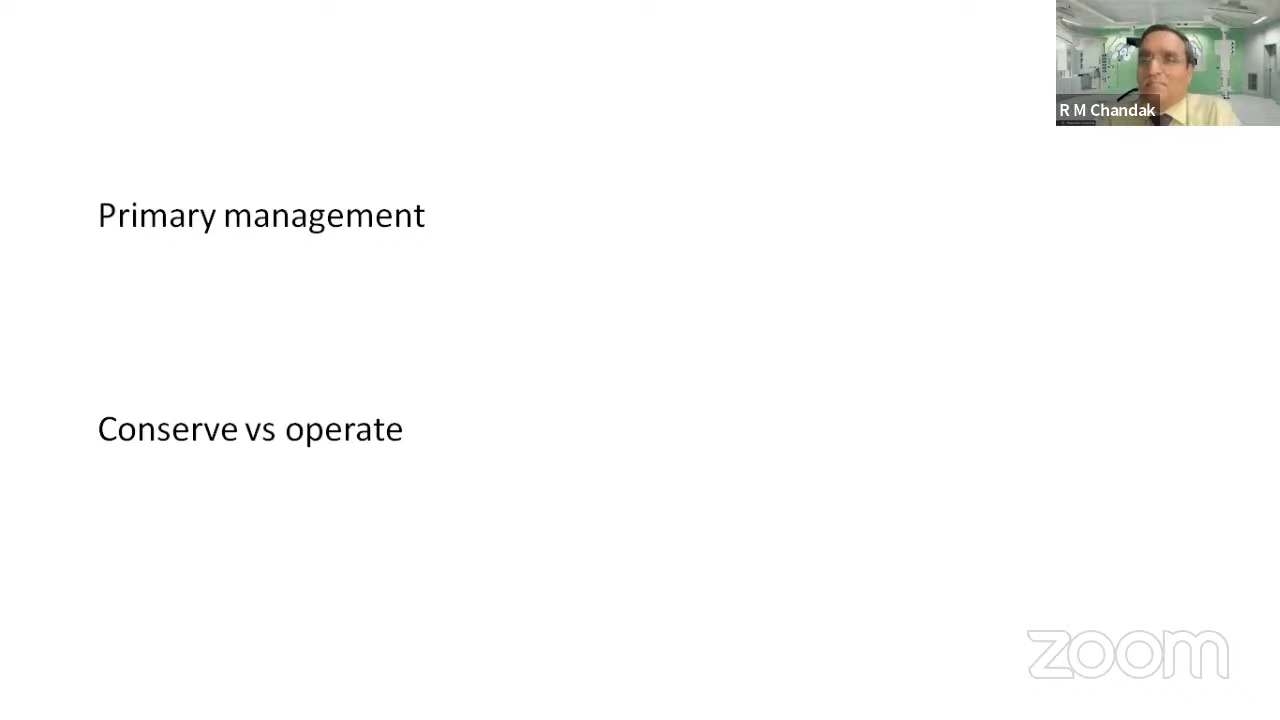 R M Chandak
Primary management
Conserve vs operate
zoom